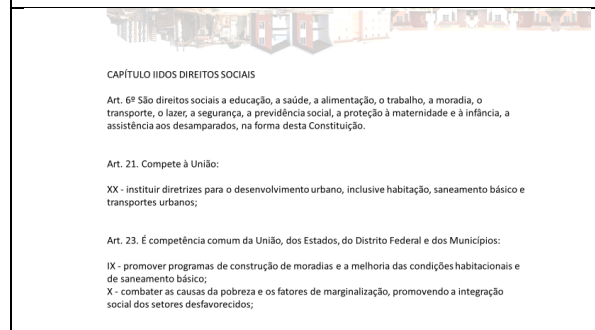 CAPÍTULO IIDOS DIREITOS SOCIAIS
Art. 6º São direitos sociais a educação, a saúde, a alimentação, o trabalho, a moradia, o
transporte, o lazer, a segurança, a previdência social, a proteção à maternidade e à infância, a
assistência aos desamparados, na forma desta Constituição.
Art. 21. Compete à União:
XX - instituir diretrizes para o desenvolvimento urbano, inclusive habitação, saneamento básico e
transportes urbanos;
Art. 23. É competência comum da União, dos Estados, do Distrito Federal e dos Municípios:
IX - promover programas de construção de moradias e a melhoria das condições habitacionais e
de saneamento básico;
X - combater as causas da pobreza e os fatores de marginalização, promovendo a integração
social dos setores desfavorecidos;